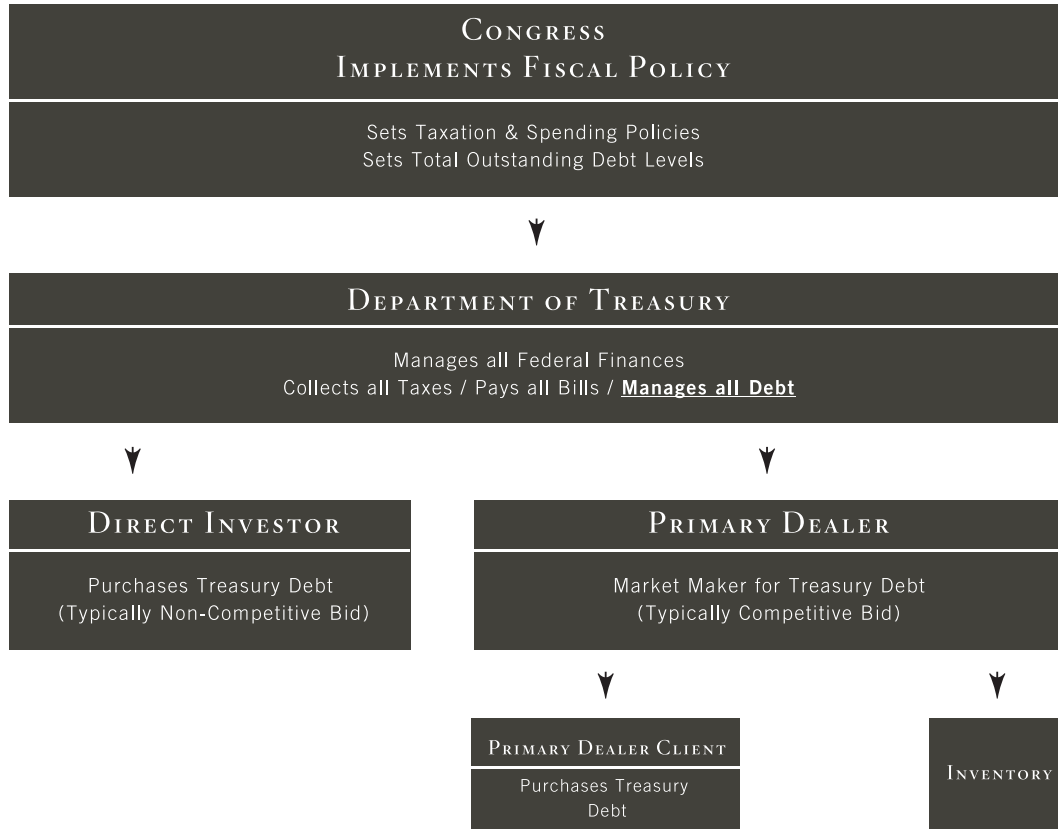 Congress
Implements Fiscal Policy
Sets Taxation & Spending Policies
Sets Total Outstanding Debt Levels
Department of Treasury
Manages all Federal Finances
Collects all Taxes / Pays all Bills / Manages all Debt
Direct Investor
Purchases Treasury Debt
(Typically Non-Competitive Bid)
Primary Dealer
Market Maker for Treasury Debt
(Typically Competitive Bid)
Primary Dealer Client
Purchases Treasury
Debt
Inventory